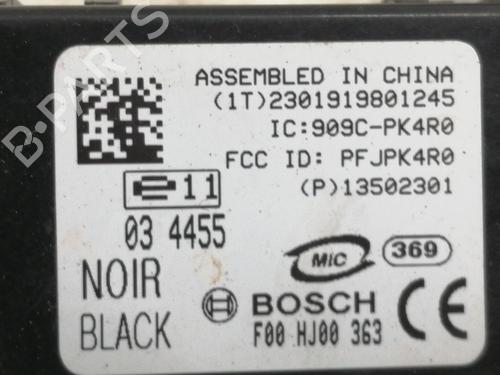 B-PARTS
ASSEMBLED IN CHINA
(1T)2301919801245
IC:909C-PK4R0
FCC ID: PFJPK4R0
(P)13502301
e11
03 4455
NOIR
BLACK
MIC
369
BOSCH
CE
F00 HJ00 363